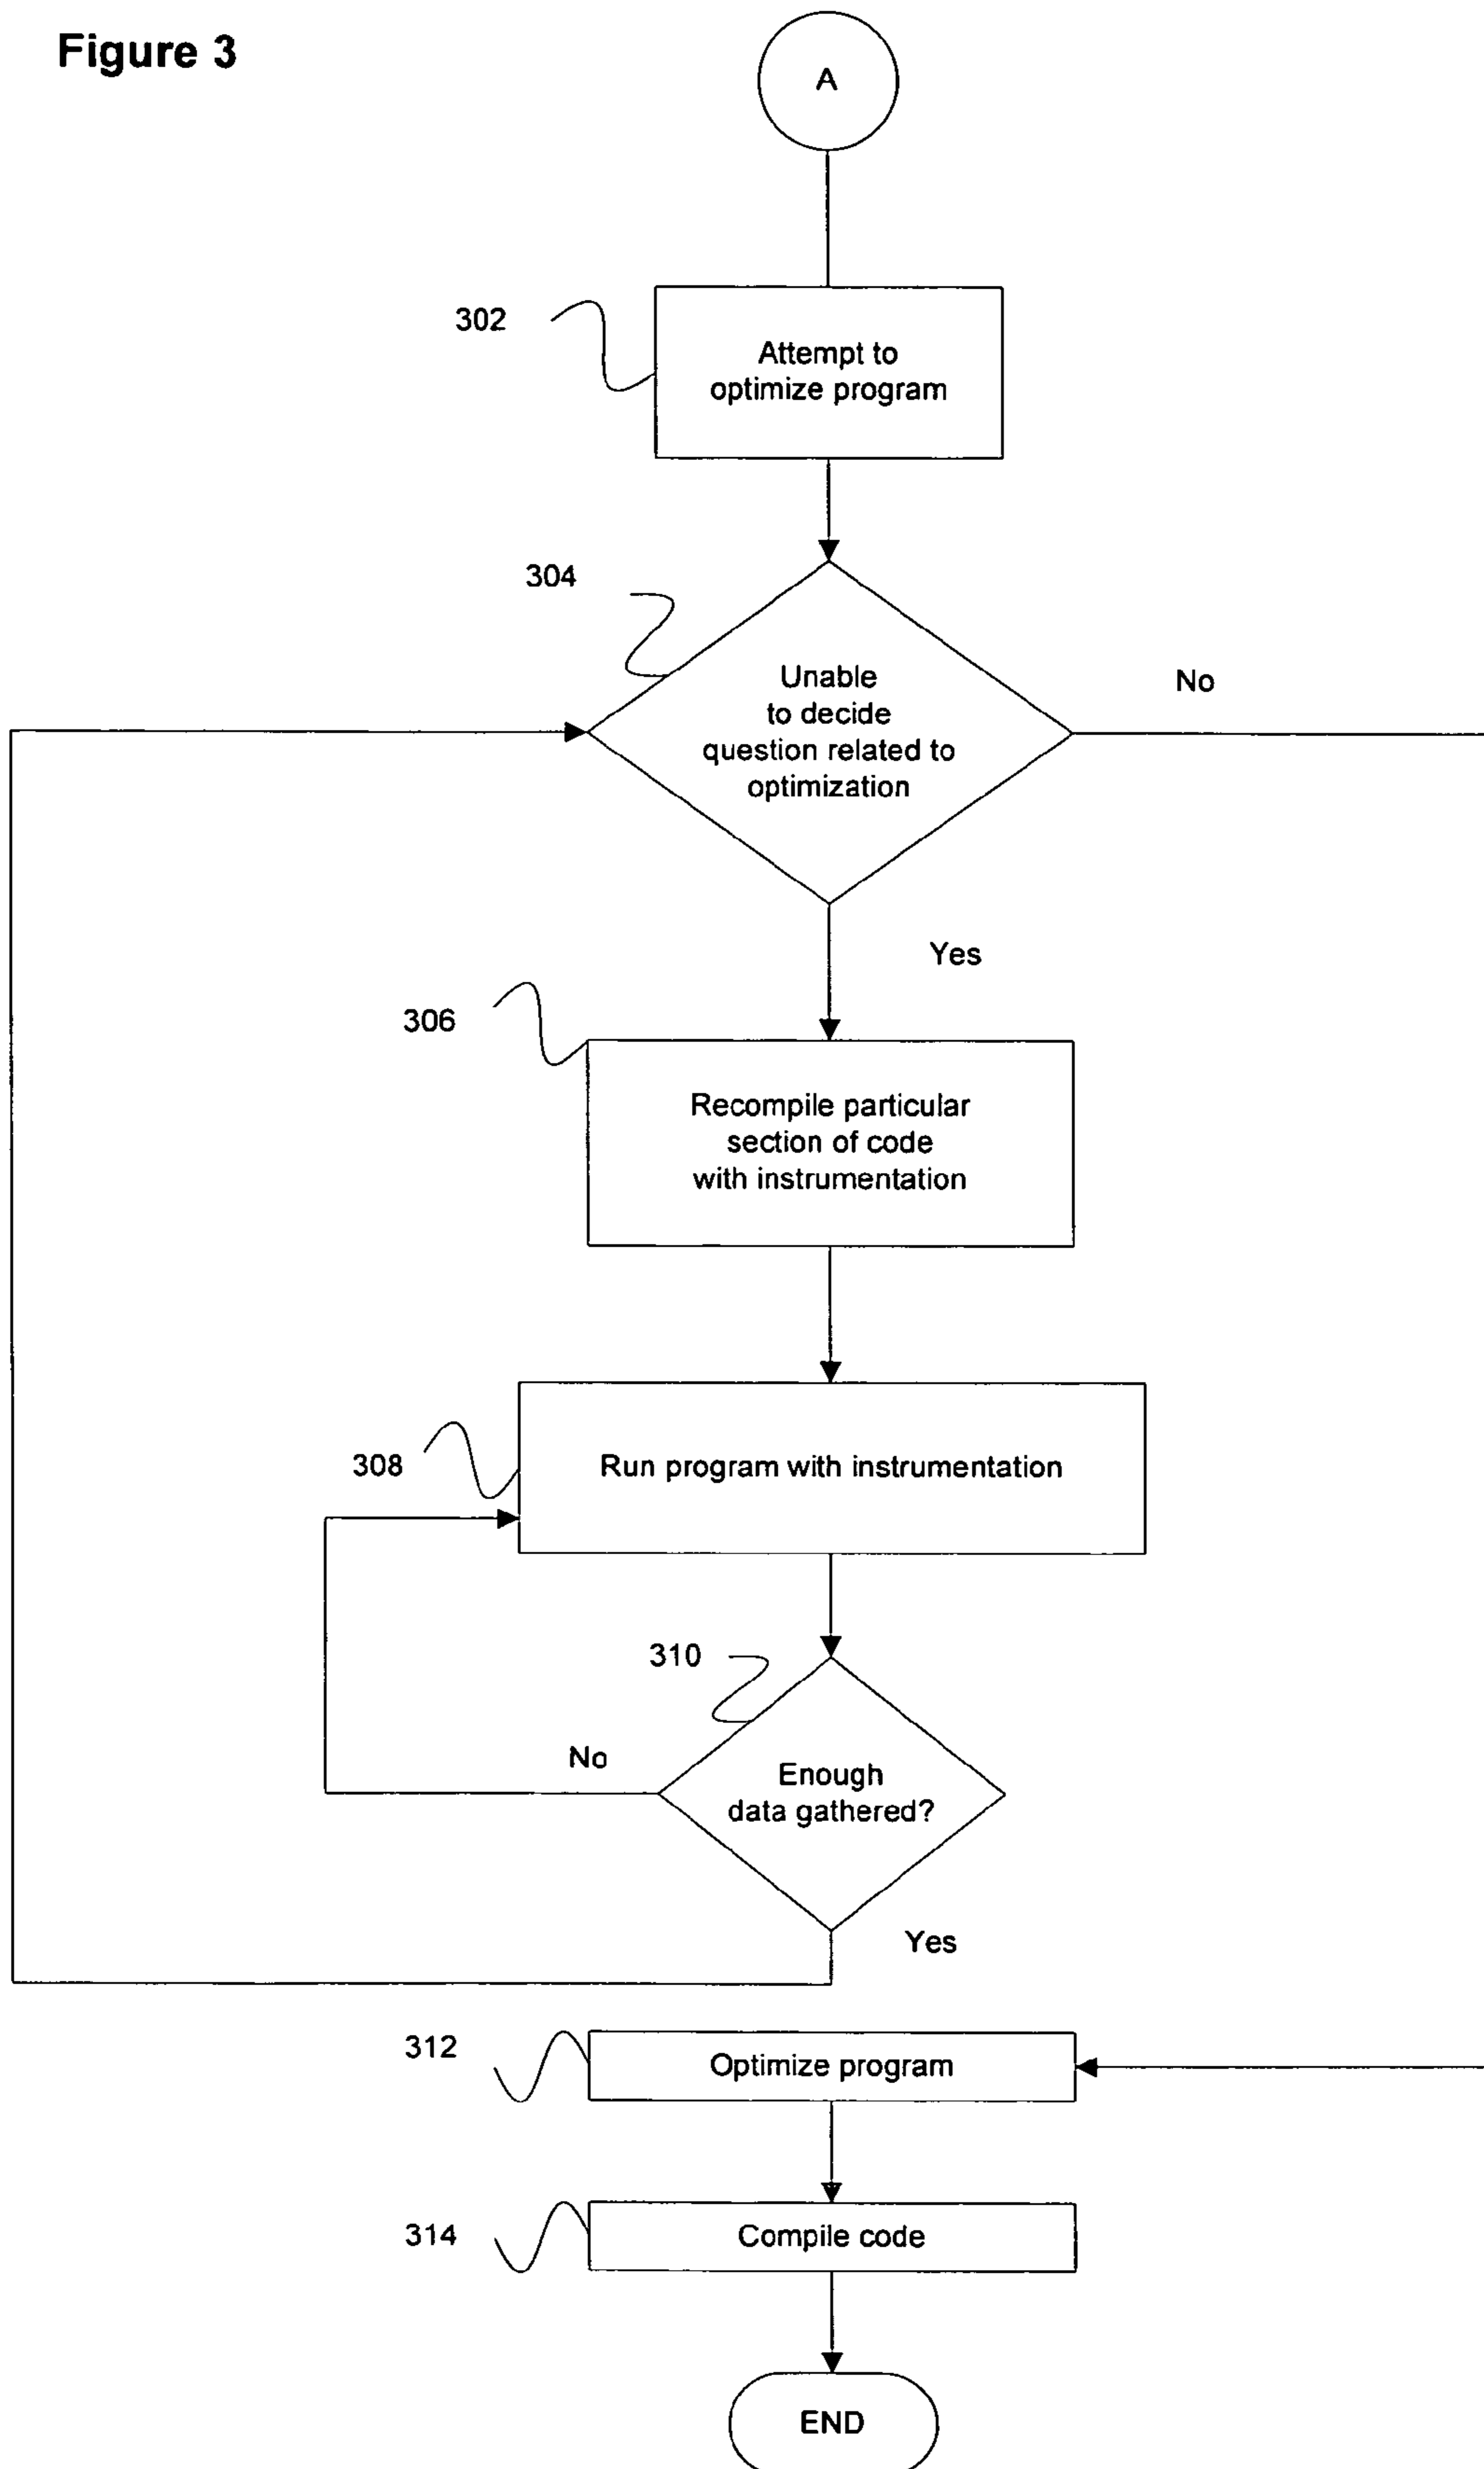 Figure 3
A
302
Attempt to
optimize program
304
Unable
to decide
question related to
optimization
No
Yes
306
Recompile particular
section of code
with instrumentation
308
Run program with instrumentation
310
No
Enough
data gathered?
Yes
312
Optimize program
314
Compile code
END